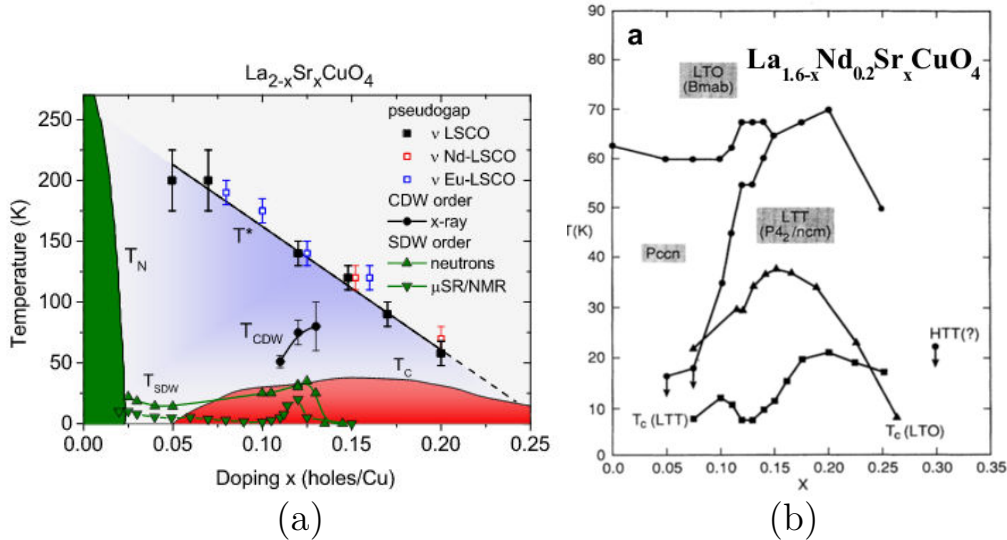 La2-xSrxCuO4
250
200
150
100
50
0
Temperature (K)
0.00
0.05
0.10
0.15
0.20
0.25
Doping x (holes/Cu)
pseudogap
ν LSCO
ν Nd-LSCO
ν Eu-LSCO
CDW order
x-ray
SDW order
neutrons
μSR/NMR
TN
T*
TCDW
TSDW
TC
(a)
a
La1.6-xNd0.2SrxCuO4
90
80
70
60
50
40
30
20
10
0
T(K)
LTO
(Bmab)
LTT
(P42/ncm)
Pccn
HTT(?)
Tc (LTT)
Tc (LTO)
0.0
0.05
0.10
0.15
0.20
0.25
0.30
0.35
X
(b)